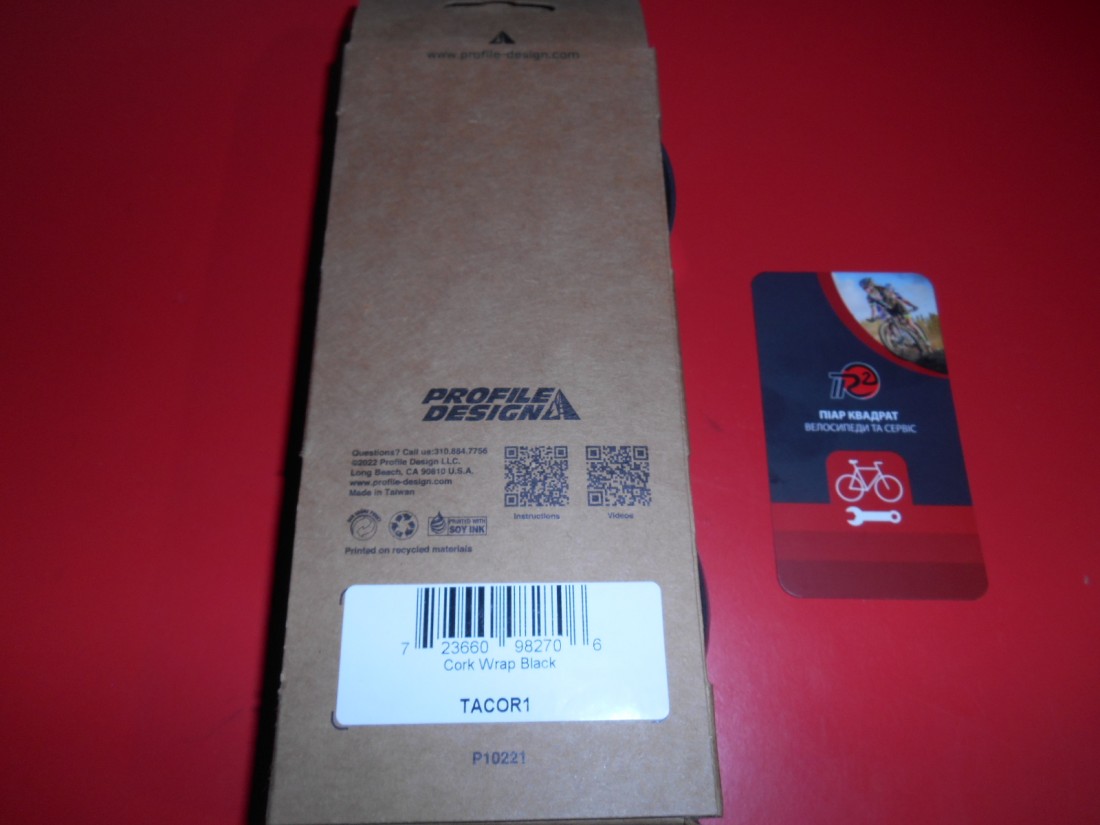 www.profile-design.com
PROFILE
DESIGN
Questions? Call us:310.884.7756
©2022 Profile Design LLC.
Long Beach, CA 90810 U.S.A.
www.profile-design.com
Made in Taiwan
Instructions
Videos
PRINTED WITH
SOY INK
Printed on recycled materials
7 23660 98270 6
Cork Wrap Black
TACOR1
P10221
ПІАР КВАДРАТ
ВЕЛОСИПЕДИ ТА СЕРВІС